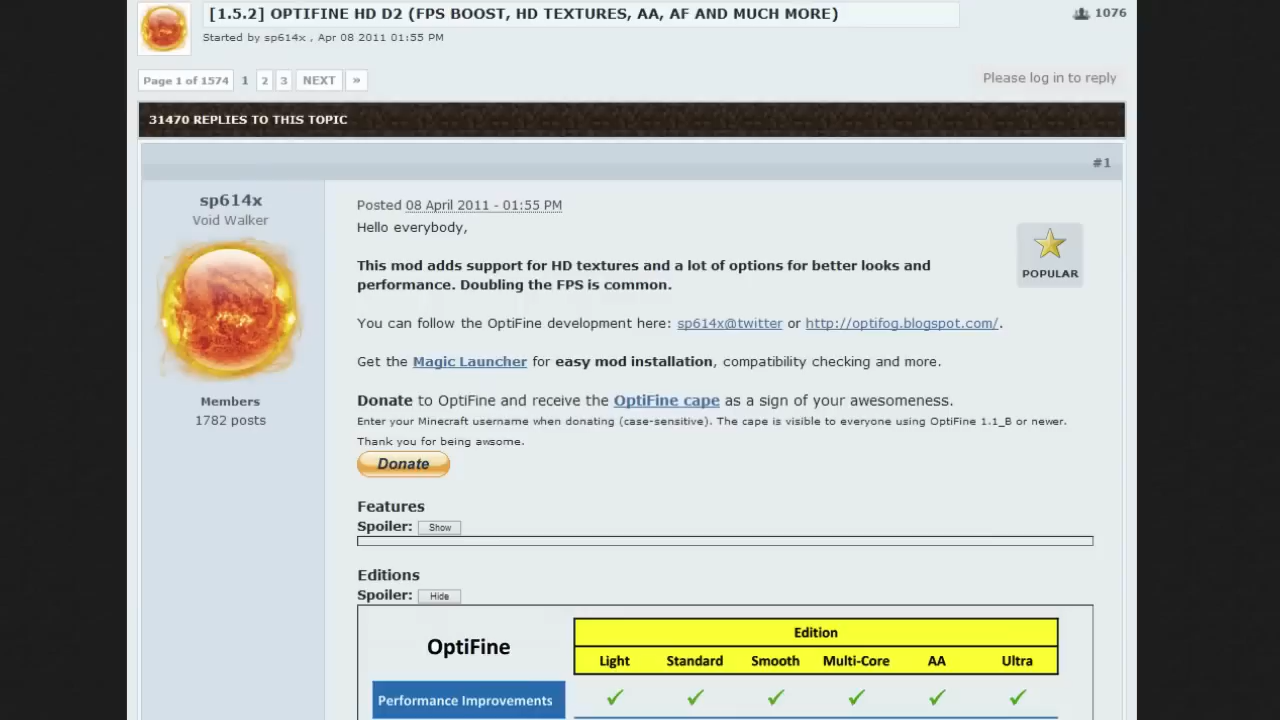 [1.5.2] OPTIFINE HD D2 (FPS BOOST, HD TEXTURES, AA, AF AND MUCH MORE)
1076
Started by sp614x , Apr 08 2011 01:55 PM
Page 1 of 1574 1 2 3 NEXT »
Please log in to reply
31470 REPLIES TO THIS TOPIC
#1
sp614x
Void Walker
Members
1782 posts
Posted 08 April 2011 - 01:55 PM
Hello everybody,
POPULAR
This mod adds support for HD textures and a lot of options for better looks and
performance. Doubling the FPS is common.
You can follow the OptiFine development here: sp614x@twitter or http://optifog.blogspot.com/.
Get the Magic Launcher for easy mod installation, compatibility checking and more.
Donate to OptiFine and receive the OptiFine cape as a sign of your awesomeness.
Enter your Minecraft username when donating (case-sensitive). The cape is visible to everyone using OptiFine 1.1_B or newer.
Thank you for being awsome.
Donate
Features
Spoiler: Show
Editions
Spoiler: Hide
OptiFine
Edition
Light Standard Smooth Multi-Core AA Ultra
Performance Improvements ✓ ✓ ✓ ✓ ✓ ✓